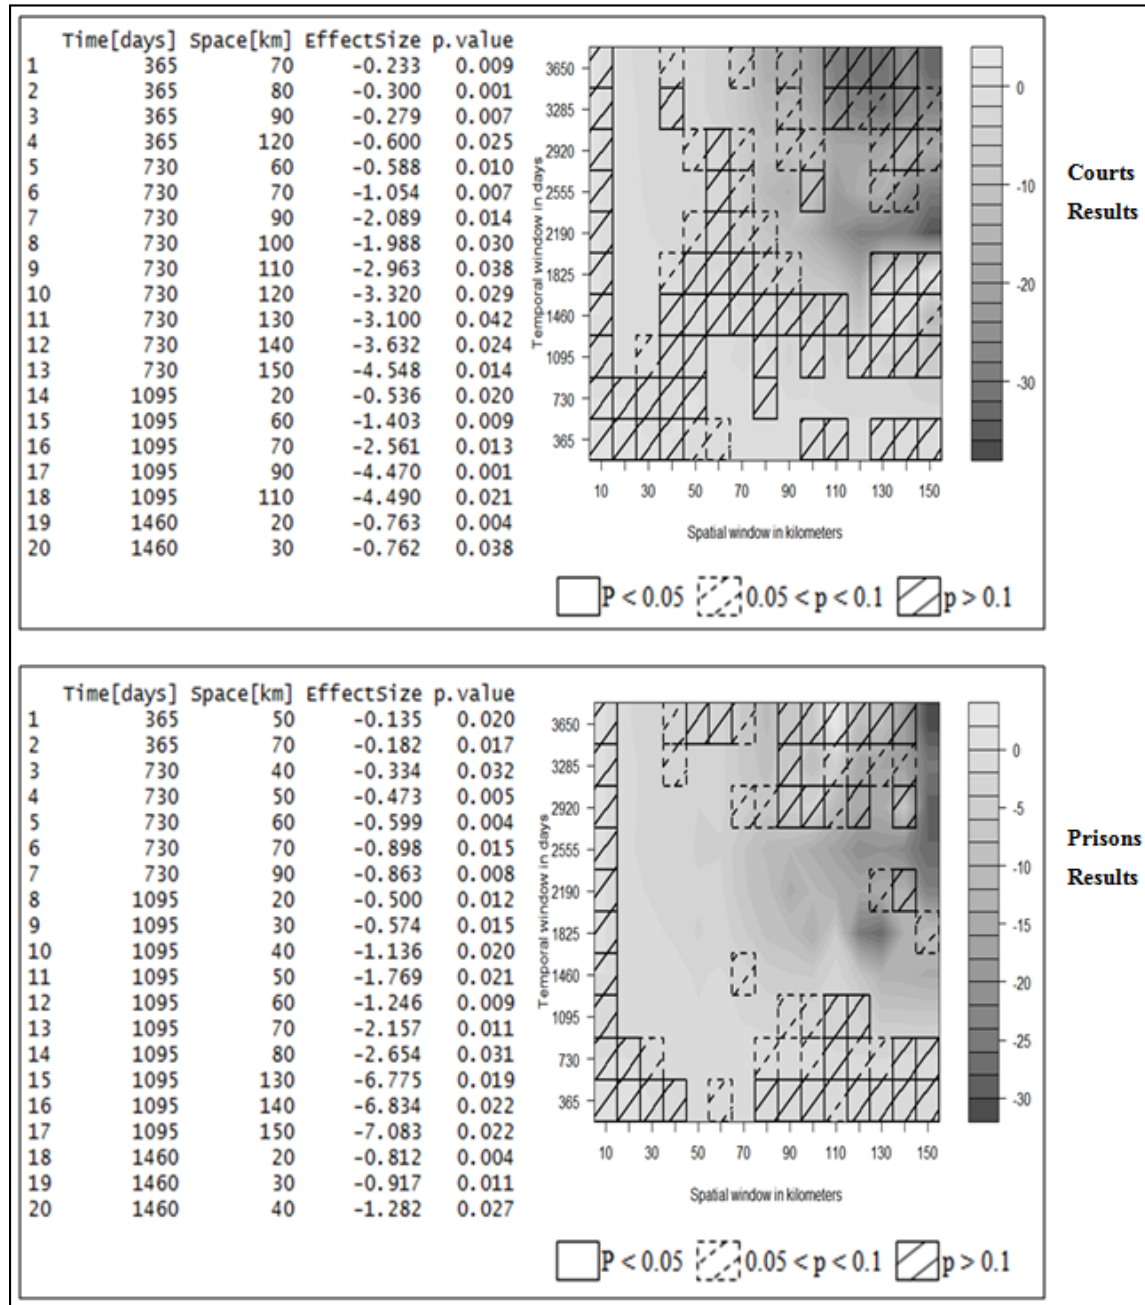 Time[days] Space[km] EffectSize p.value
1 365 70 -0.233 0.009
2 365 80 -0.300 0.001
3 365 90 -0.279 0.007
4 365 120 -0.600 0.025
5 730 60 -0.588 0.010
6 730 70 -1.054 0.007
7 730 90 -2.089 0.014
8 730 100 -1.988 0.030
9 730 110 -2.963 0.038
10 730 120 -3.320 0.029
11 730 130 -3.100 0.042
12 730 140 -3.632 0.024
13 730 150 -4.548 0.014
14 1095 20 -0.536 0.020
15 1095 60 -1.403 0.009
16 1095 70 -2.561 0.013
17 1095 90 -4.470 0.001
18 1095 110 -4.490 0.021
19 1460 20 -0.763 0.004
20 1460 30 -0.762 0.038
Temporal window in days
3650
3285
2920
2555
2190
1825
1460
1095
730
365
10 30 50 70 90 110 130 150
Spatial window in kilometers
0
-10
-20
-30
P < 0.05 0.05 < p < 0.1 p > 0.1
Courts
Results
Time[days] Space[km] EffectSize p.value
1 365 50 -0.135 0.020
2 365 70 -0.182 0.017
3 730 40 -0.334 0.032
4 730 50 -0.473 0.005
5 730 60 -0.599 0.004
6 730 70 -0.898 0.015
7 730 90 -0.863 0.008
8 1095 20 -0.500 0.012
9 1095 30 -0.574 0.015
10 1095 40 -1.136 0.020
11 1095 50 -1.769 0.021
12 1095 60 -1.246 0.009
13 1095 70 -2.157 0.011
14 1095 80 -2.654 0.031
15 1095 130 -6.775 0.019
16 1095 140 -6.834 0.022
17 1095 150 -7.083 0.022
18 1460 20 -0.812 0.004
19 1460 30 -0.917 0.011
20 1460 40 -1.282 0.027
Temporal window in days
3650
3285
2920
2555
2190
1825
1460
1095
730
365
10 30 50 70 90 110 130 150
Spatial window in kilometers
0
-5
-10
-15
-20
-25
-30
P < 0.05 0.05 < p < 0.1 p > 0.1
Prisons
Results